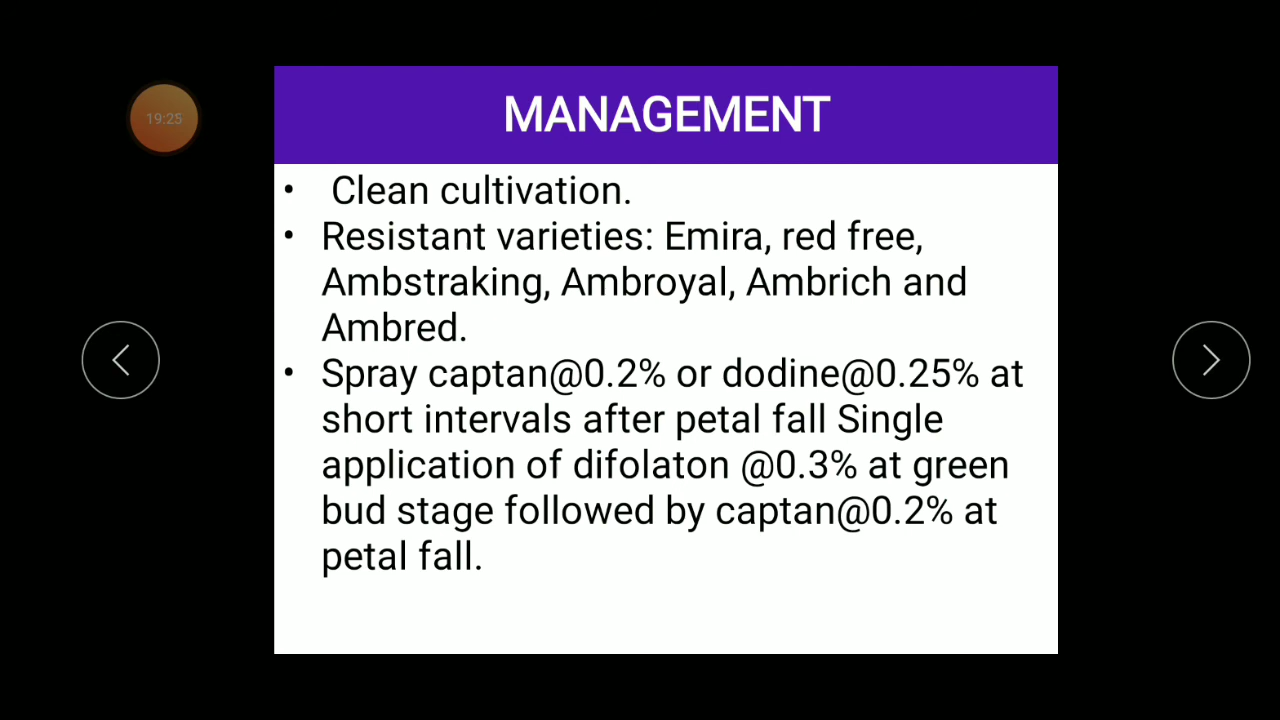 19:25
MANAGEMENT
• Clean cultivation.
• Resistant varieties: Emira, red free,
Ambstraking, Ambroyal, Ambrich and
Ambred.
• Spray captan@0.2% or dodine@0.25% at
short intervals after petal fall Single
application of difolaton @0.3% at green
bud stage followed by captan@0.2% at
petal fall.